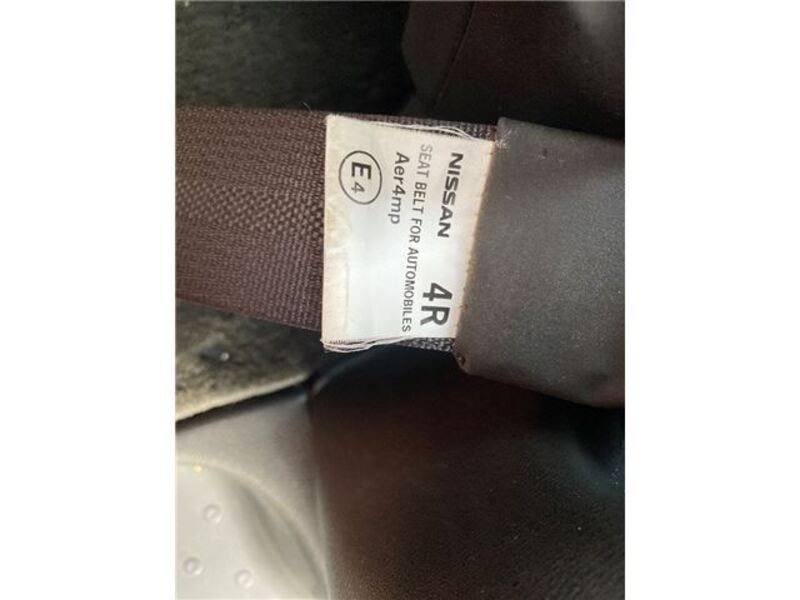 NISSAN 4R
SEAT BELT FOR AUTOMOBILES
Aer4mp
E4